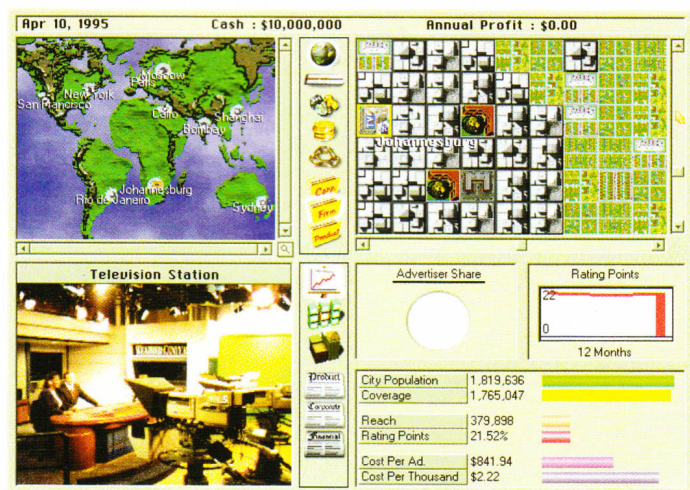 Apr 10, 1995 Cash : $10,000,000 Annual Profit : $0.00
Moscow
Paris
New York
San Francisco
Cairo
Shanghai
Bombay
Johannesburg
Rio de Janeiro
Sydney
Corp.
Firm
Product
Johannesburg
Television Station
Product
Corporate
Financial
Advertiser Share
Rating Points
22
0
12 Months
City Population 1,819,636
Coverage 1,765,047
Reach 379,898
Rating Points 21.52%
Cost Per Ad. $841.94
Cost Per Thousand $2.22